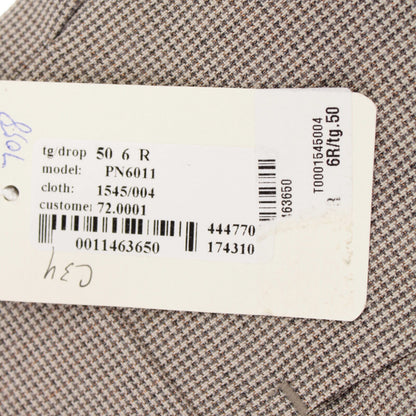 tg/drop 50 6 R
model: PN6011
cloth: 1545/004
custome: 72.0001
0011463650
444770
174310
463650
T0001545004
6R/tg.50
C34